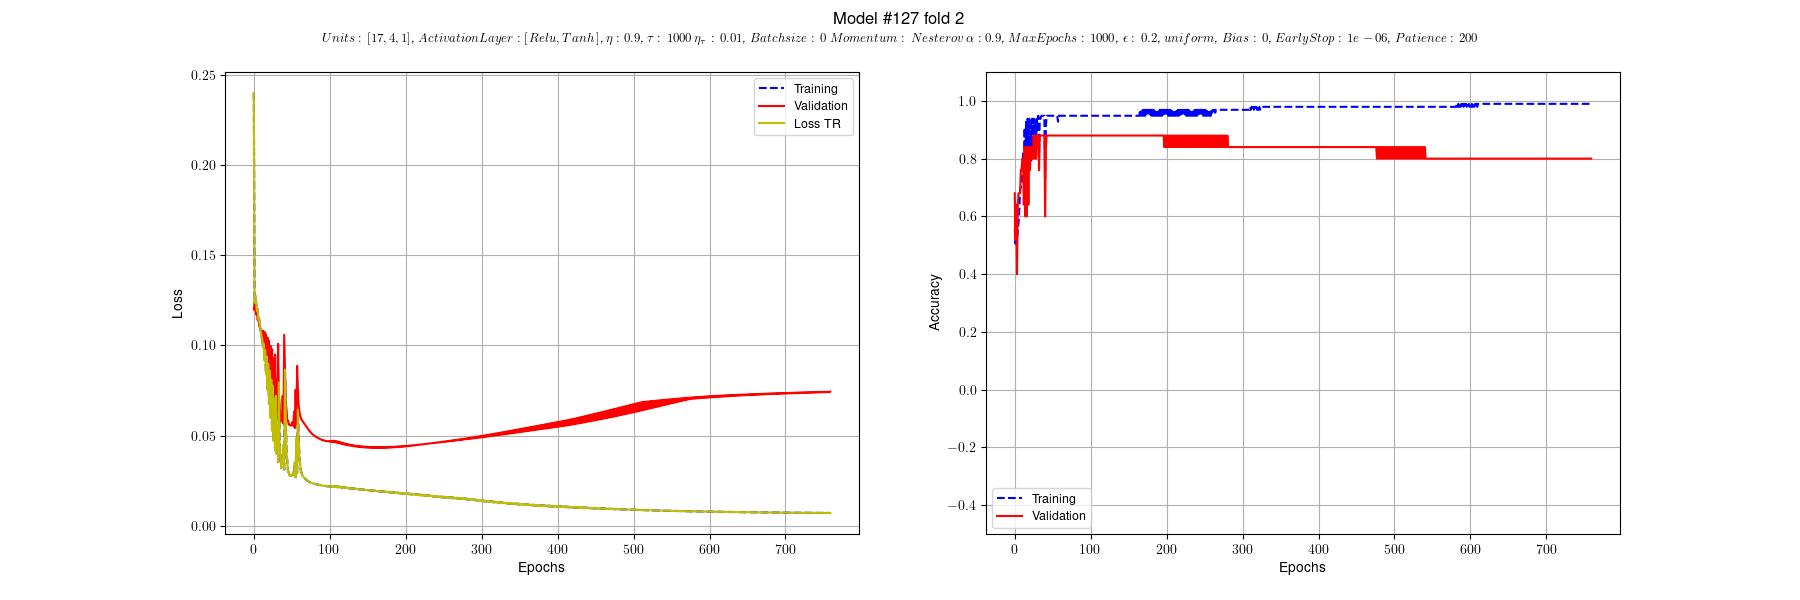 Model #127 fold 2
Units : [17, 4, 1], ActivationLayer : [Relu, Tanh], η : 0.9, τ : 1000 η_τ : 0.01, Batchsize : 0 Momentum : Nesterov α : 0.9, MaxEpochs : 1000, ϵ : 0.2, uniform, Bias : 0, EarlyStop : 1e − 06, Patience : 200
0.25
0.20
0.15
0.10
0.05
0.00
Loss
0 100 200 300 400 500 600 700
Epochs
Training
Validation
Loss TR
1.0
0.8
0.6
0.4
0.2
0.0
−0.2
−0.4
Accuracy
0 100 200 300 400 500 600 700
Epochs
Training
Validation